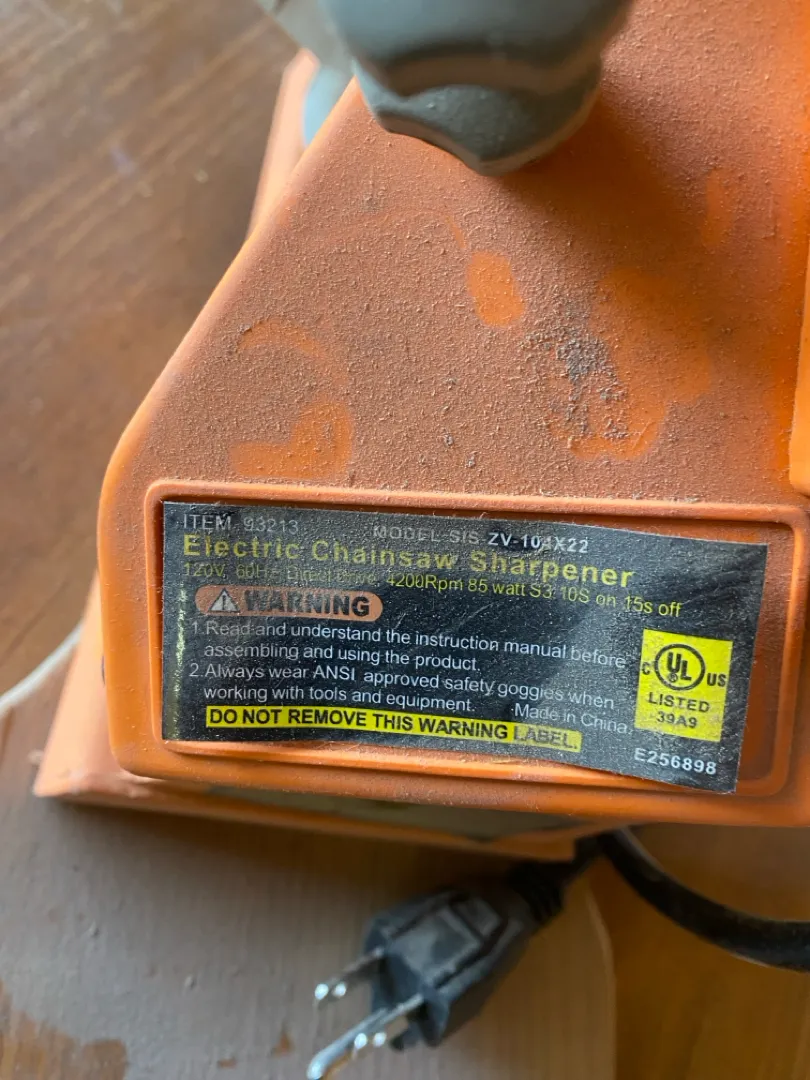 ITEM 93213 MODEL SIS ZV-104X22
Electric Chainsaw Sharpener
120V, 60Hz Direct drive, 4200Rpm 85 watt S3 10S on 15s off
WARNING
1.Read and understand the instruction manual before
assembling and using the product.
2.Always wear ANSI approved safety goggies when
working with tools and equipment. Made in China.
DO NOT REMOVE THIS WARNING LABEL.
C UL US
LISTED
39A9
E256898